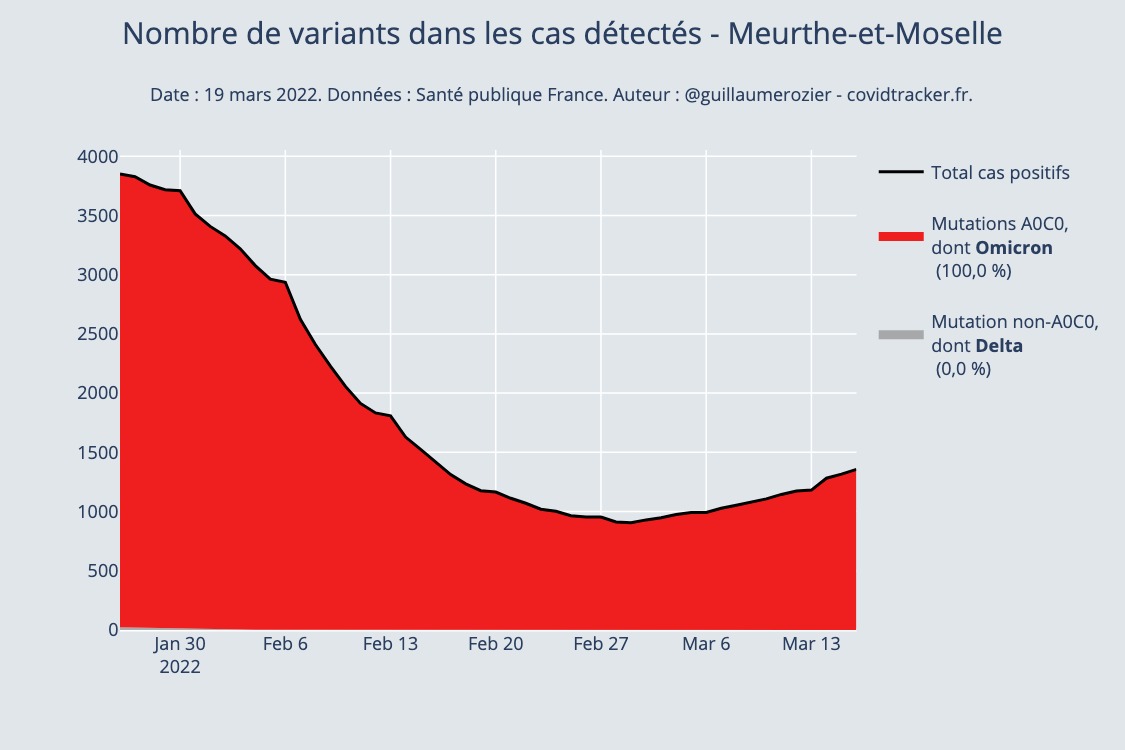 Nombre de variants dans les cas détectés - Meurthe-et-Moselle
Date : 19 mars 2022. Données : Santé publique France. Auteur : @guillaumerozier - covidtracker.fr.
4000
3500
3000
2500
2000
1500
1000
500
0
Jan 30
2022
Feb 6
Feb 13
Feb 20
Feb 27
Mar 6
Mar 13
Total cas positifs
Mutations A0C0,
dont Omicron
(100,0 %)
Mutation non-A0C0,
dont Delta
(0,0 %)